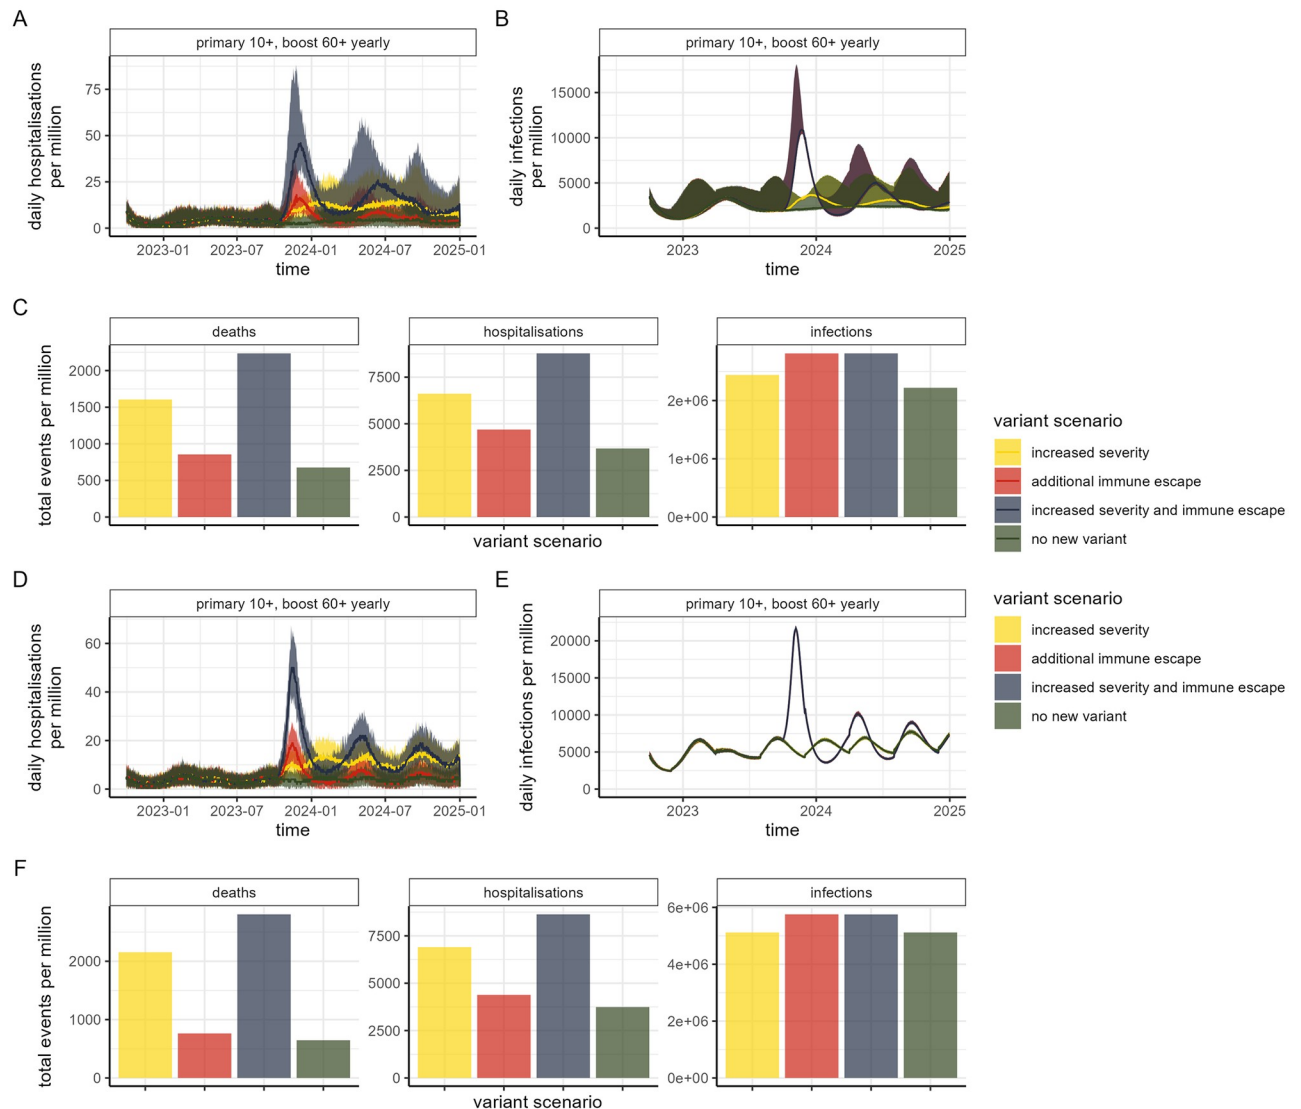 A
primary 10+, boost 60+ yearly
daily hospitalisations
per million
75
50
25
0
2023-01
2023-07
2024-01
2024-07
2025-01
time
B
primary 10+, boost 60+ yearly
daily infections
per million
15000
10000
5000
0
2023
2024
2025
time
C
total events per million
deaths
2000
1500
1000
500
0
hospitalisations
7500
5000
2500
0
infections
2e+06
1e+06
0e+00
variant scenario
variant scenario
increased severity
additional immune escape
increased severity and immune escape
no new variant
D
primary 10+, boost 60+ yearly
daily hospitalisations
per million
60
40
20
0
2023-01
2023-07
2024-01
2024-07
2025-01
time
E
primary 10+, boost 60+ yearly
daily infections per million
20000
15000
10000
5000
0
2023
2024
2025
time
variant scenario
increased severity
additional immune escape
increased severity and immune escape
no new variant
F
total events per million
deaths
2000
1000
0
hospitalisations
7500
5000
2500
0
infections
6e+06
4e+06
2e+06
0e+00
variant scenario